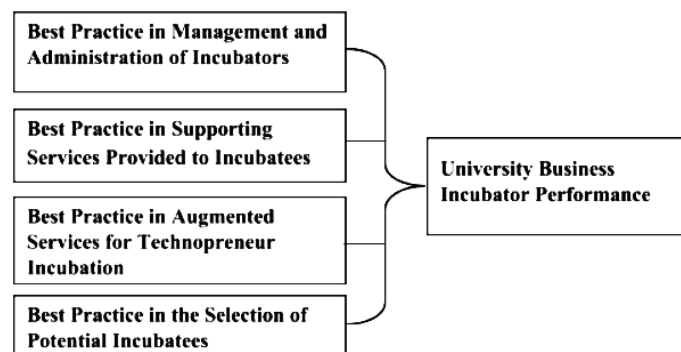 Best Practice in Management and
Administration of Incubators
Best Practice in Supporting
Services Provided to Incubatees
Best Practice in Augmented
Services for Technopreneur
Incubation
Best Practice in the Selection of
Potential Incubatees
University Business
Incubator Performance